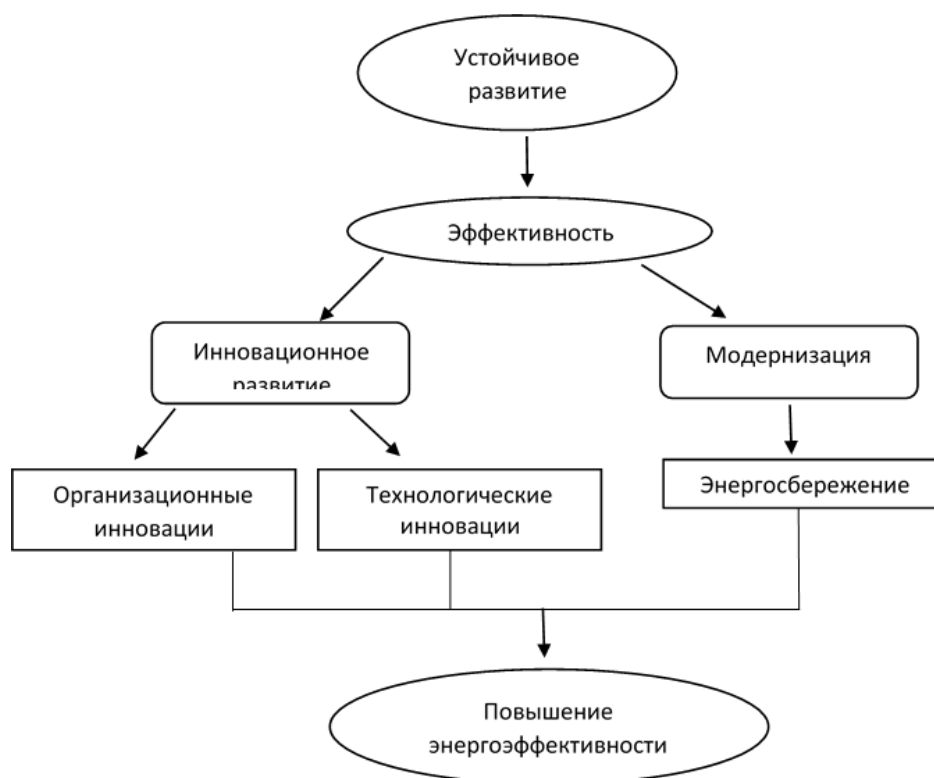 Устойчивое
развитие
Эффективность
Инновационное
развитие
Модернизация
Организационные
инновации
Технологические
инновации
Энергосбережение
Повышение
энергоэффективности